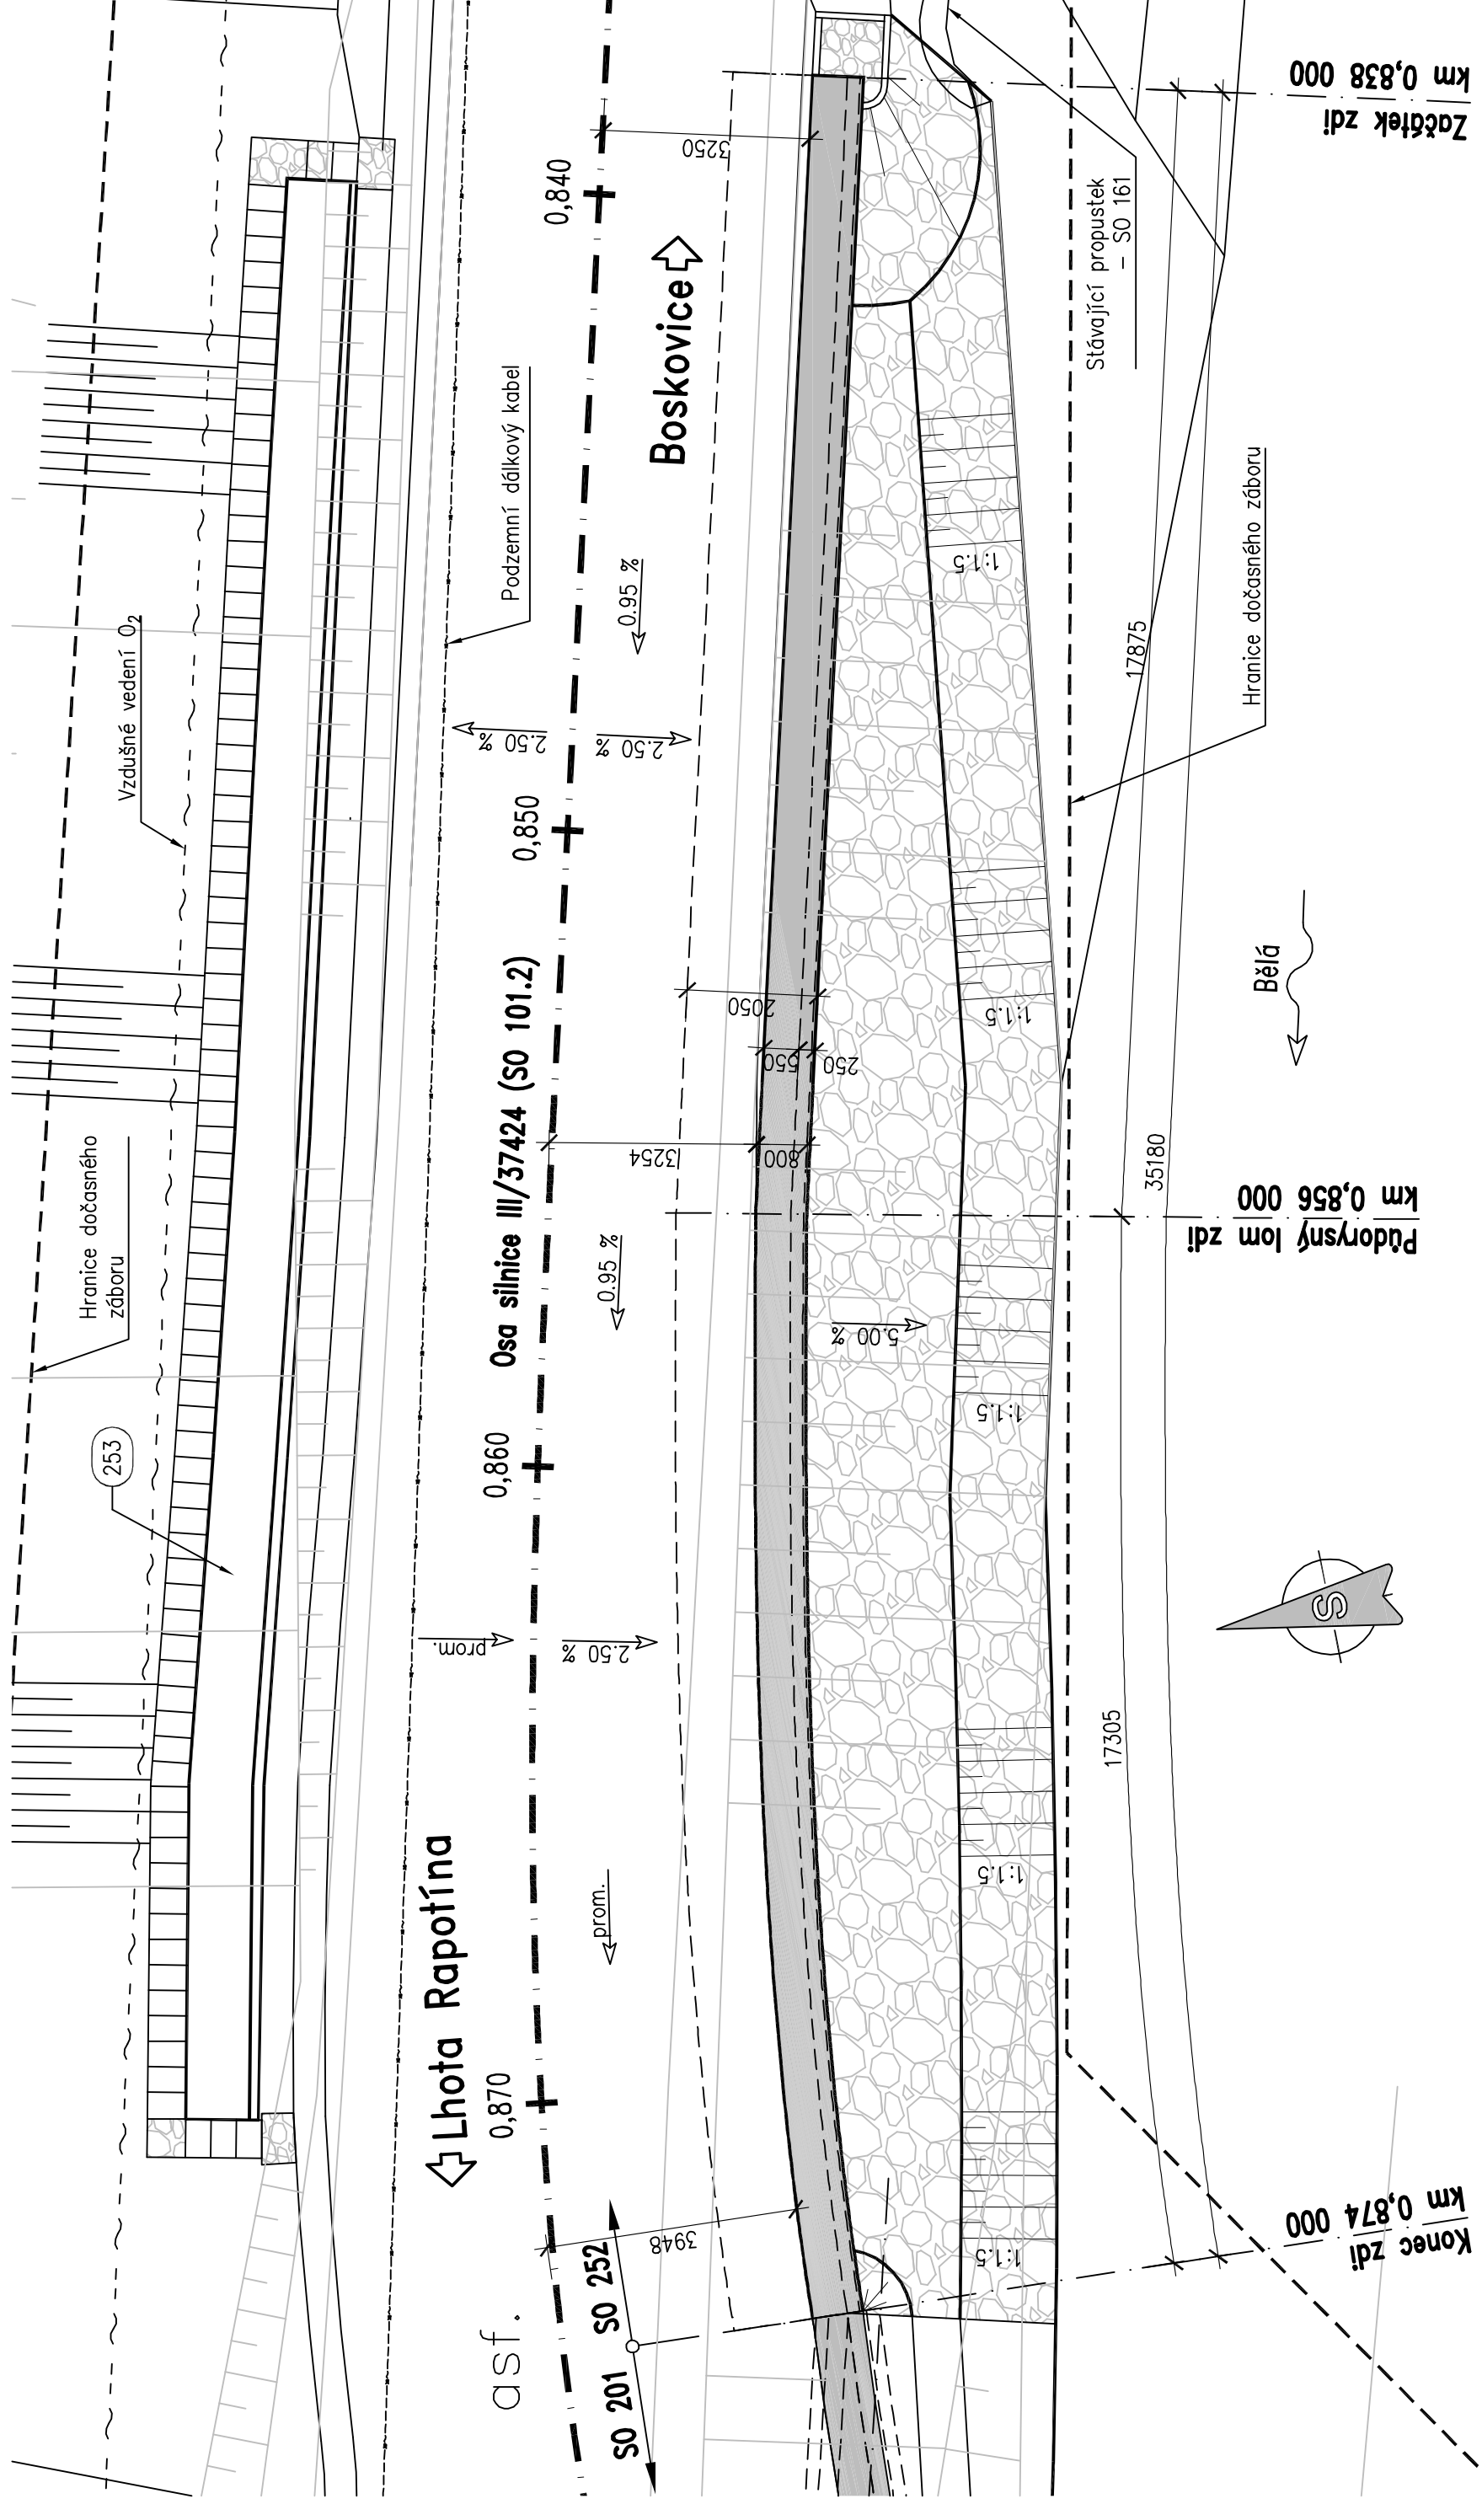 km 0,838 000
Začátek zdi
3250
0,840
Stávající propustek
– SO 161
Boskovice
Podzemní dálkový kabel
Hranice dočasného záboru
1:1.5
0.95 %
Vzdušné vedení O2
17875
2.50 %
2.50 %
0,850
Bělá
2050
550
250
1:1.5
Osa silnice III/37424 (SO 101.2)
3254
800
35180
Hranice dočasného
záboru
km 0,856 000
Půdorysný lom zdi
0.95 %
5.00 %
1:1.5
0,860
253
S
prom.
2.50 %
17305
1:1.5
prom.
Lhota Rapotína
0,870
3948
km 0,874 000
Konec zdi
1:1.5
SO 252
SO 201
asf.